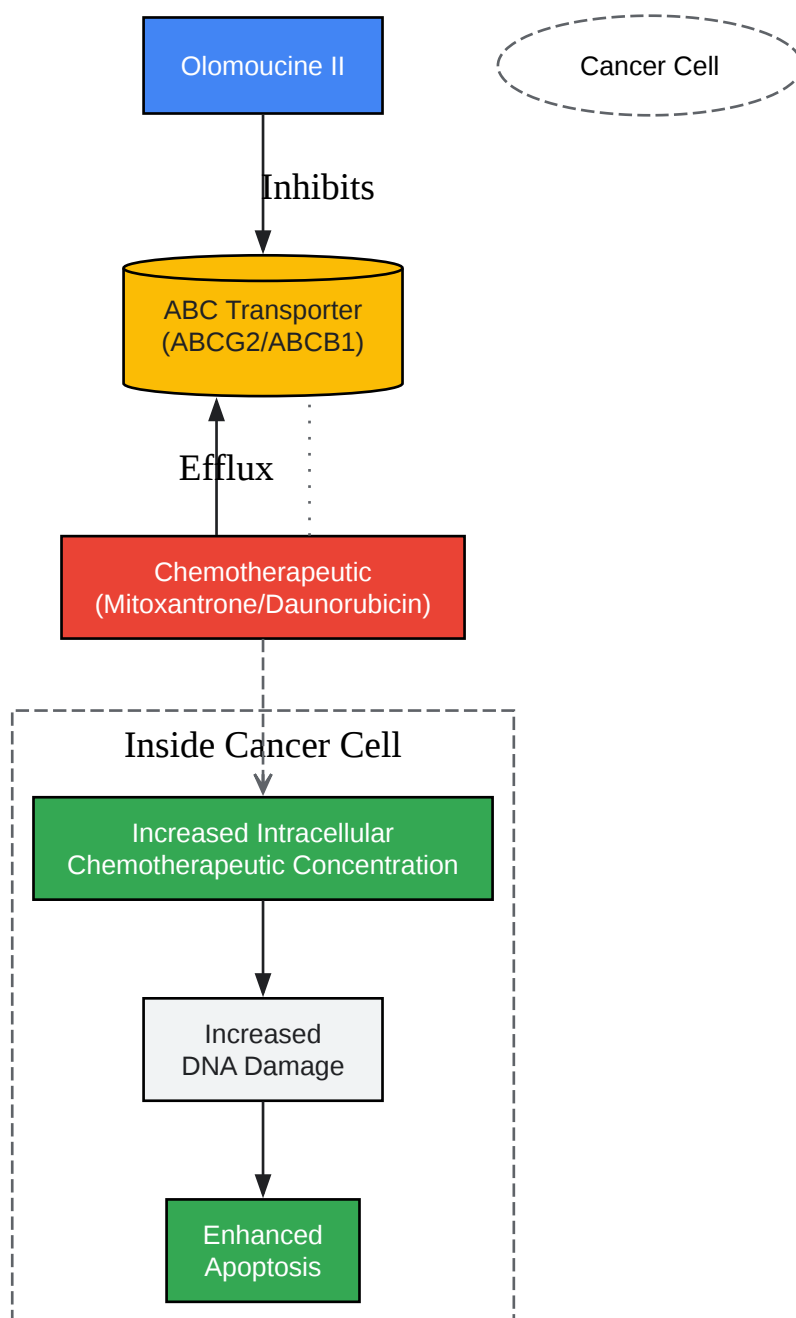 Olomoucine II
Cancer Cell
Inhibits
ABC Transporter
(ABCG2/ABCB1)
Efflux
Chemotherapeutic
(Mitoxantrone/Daunorubicin)
Inside Cancer Cell
Increased Intracellular
Chemotherapeutic Concentration
Increased
DNA Damage
Enhanced
Apoptosis